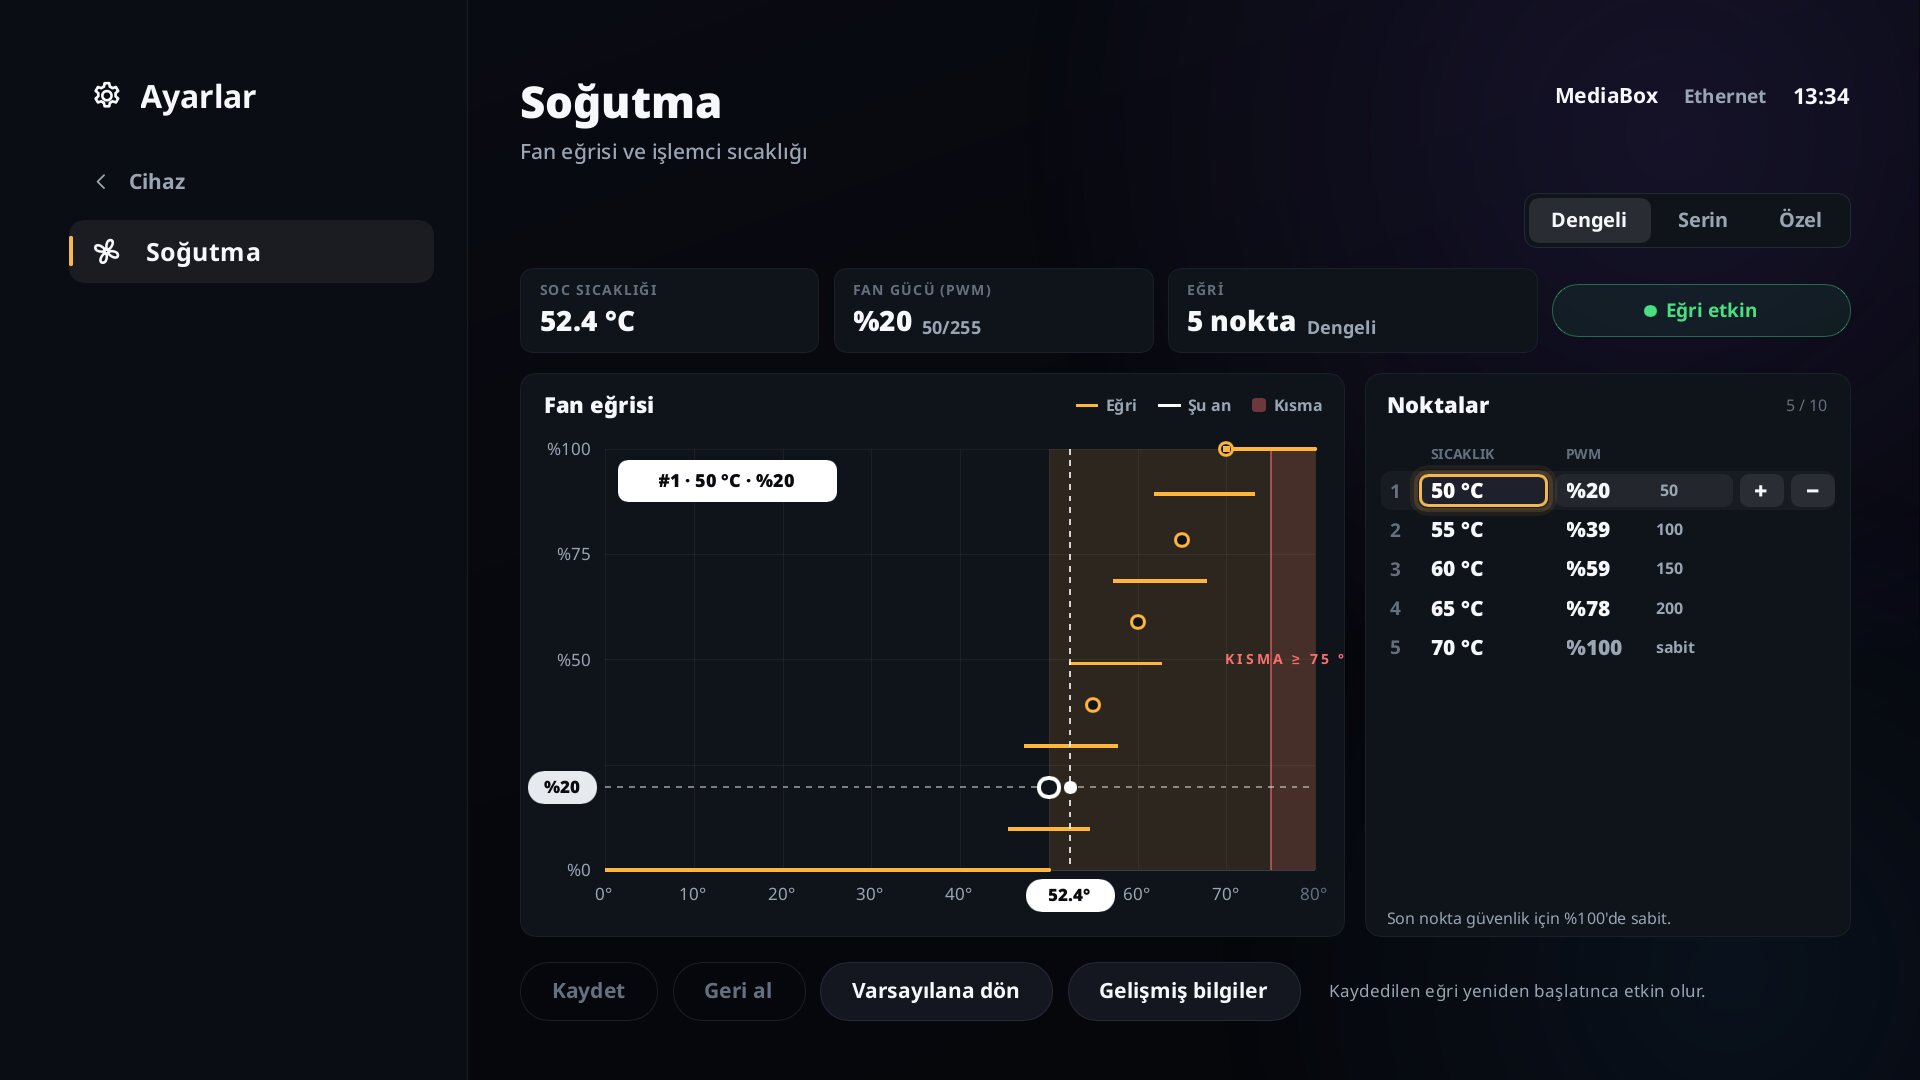 Ayarlar
Cihaz
Soğutma
Soğutma
Fan eğrisi ve işlemci sıcaklığı
MediaBox Ethernet 13:34
Dengeli Serin Özel
SOC SICAKLIĞI
52.4 °C
FAN GÜCÜ (PWM)
%20 50/255
EĞRİ
5 nokta Dengeli
Eğri etkin
Fan eğrisi
Eğri Şu an Kısma
%100
#1 · 50 °C · %20
%75
%50
KISMA ≥ 75 °
%20
%0
0° 10° 20° 30° 40° 52.4° 60° 70° 80°
Noktalar 5 / 10
SICAKLIK PWM
1 50 °C %20 50 + −
2 55 °C %39 100
3 60 °C %59 150
4 65 °C %78 200
5 70 °C %100 sabit
Son nokta güvenlik için %100'de sabit.
Kaydet Geri al Varsayılana dön Gelişmiş bilgiler Kaydedilen eğri yeniden başlatınca etkin olur.